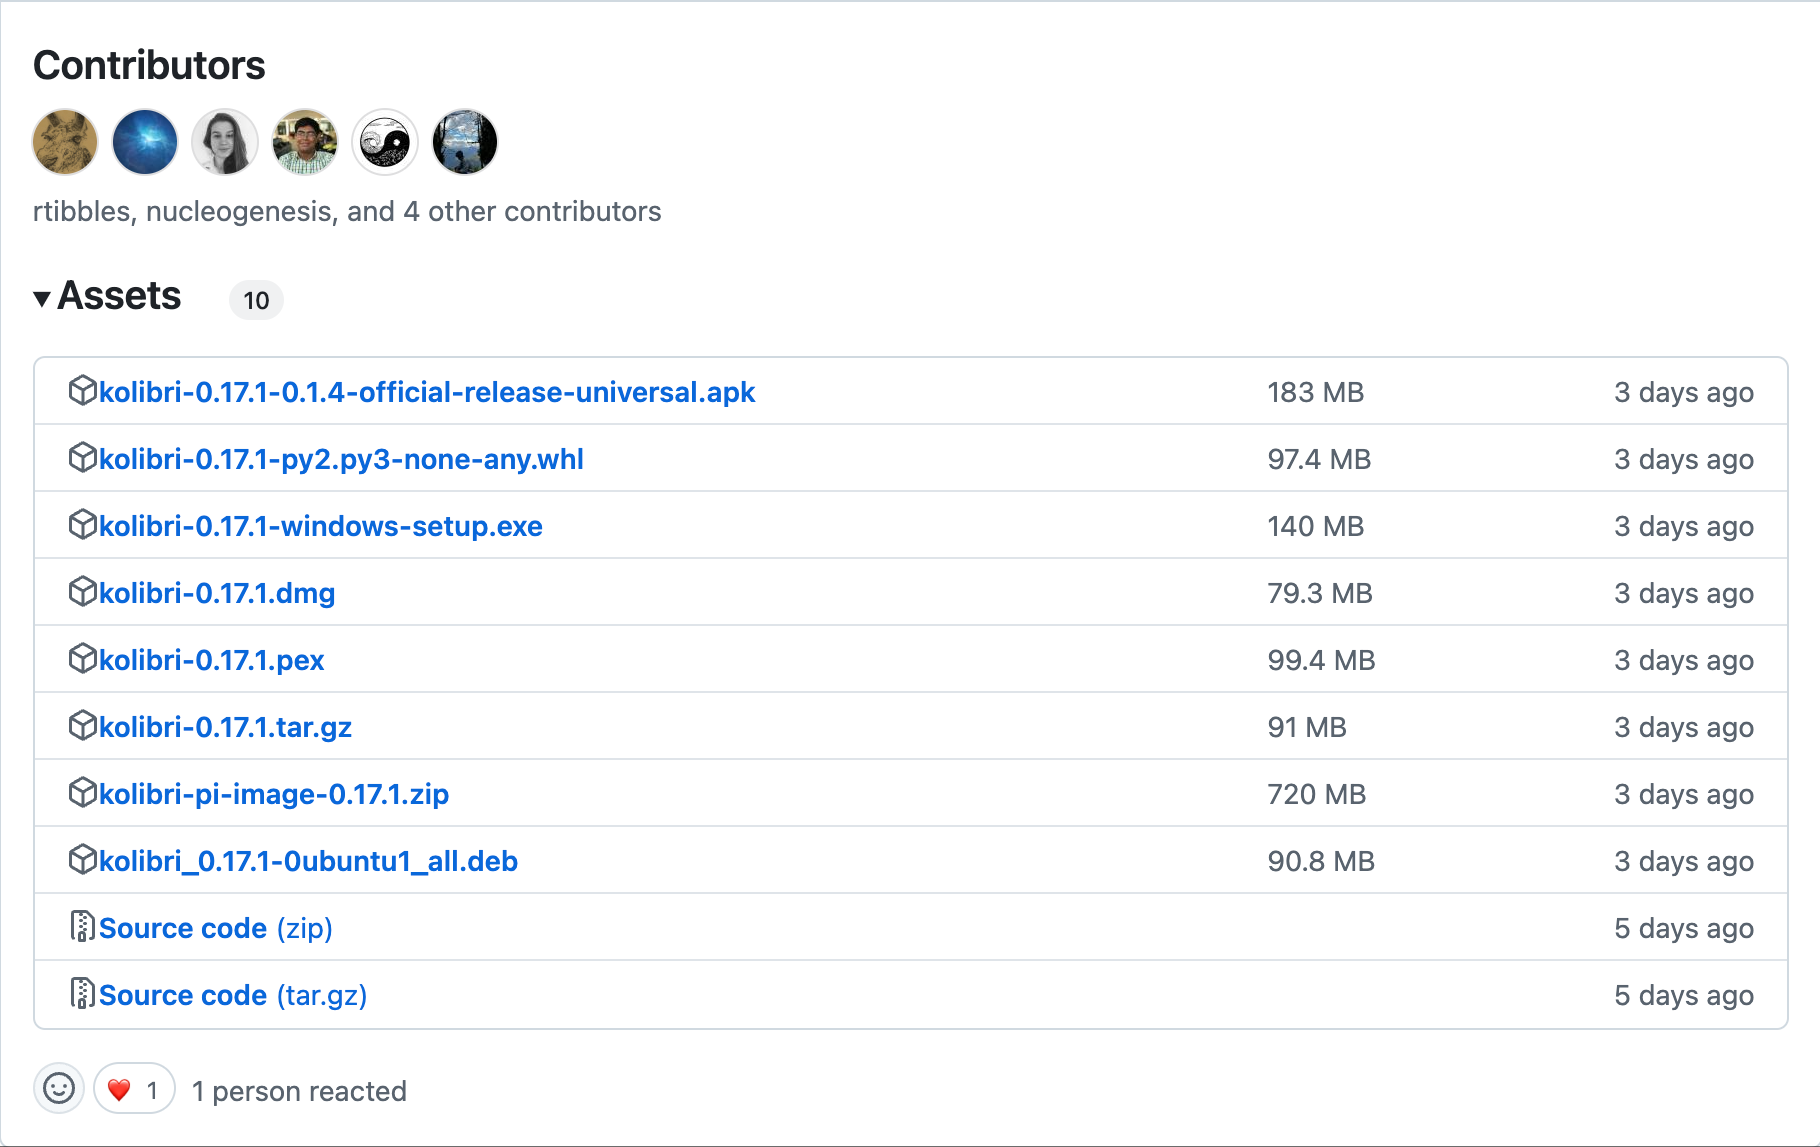 Contributors
rtibbles, nucleogenesis, and 4 other contributors
Assets 10
kolibri-0.17.1-0.1.4-official-release-universal.apk 183 MB 3 days ago
kolibri-0.17.1-py2.py3-none-any.whl 97.4 MB 3 days ago
kolibri-0.17.1-windows-setup.exe 140 MB 3 days ago
kolibri-0.17.1.dmg 79.3 MB 3 days ago
kolibri-0.17.1.pex 99.4 MB 3 days ago
kolibri-0.17.1.tar.gz 91 MB 3 days ago
kolibri-pi-image-0.17.1.zip 720 MB 3 days ago
kolibri_0.17.1-0ubuntu1_all.deb 90.8 MB 3 days ago
Source code (zip) 5 days ago
Source code (tar.gz) 5 days ago
1 1 person reacted